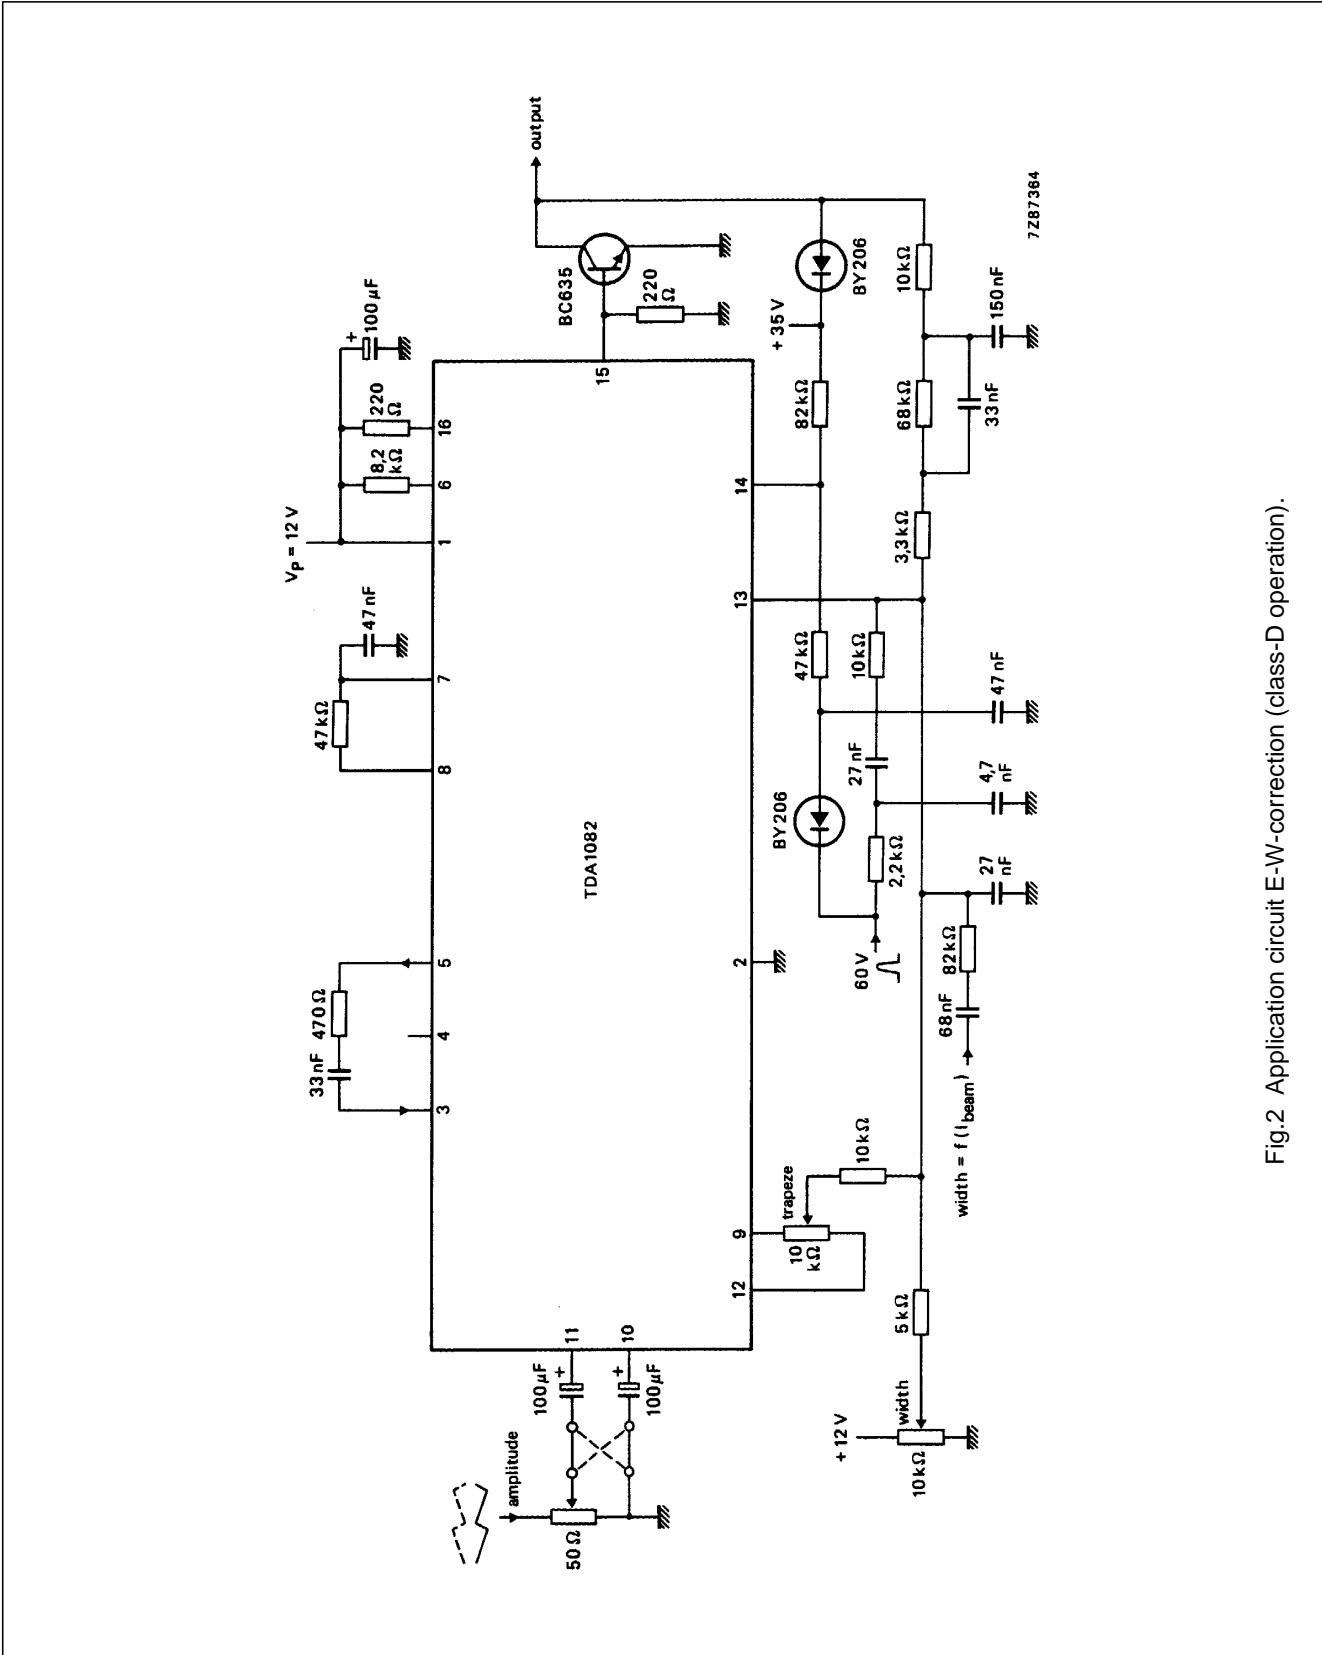 VP = 12 V
100 μF
+
220
Ω
8,2
kΩ
47 nF
47 kΩ
470 Ω
33 nF
3
4
5
8
7
1
6
16
TDA1082
11
10
12
9
2
13
14
15
BC635
220
Ω
output
+ 35 V
BY206
82 kΩ
10 kΩ
68 kΩ
33 nF
150 nF
3,3 kΩ
47 kΩ
10 kΩ
47 nF
27 nF
4,7
nF
BY206
2,2 kΩ
27
nF
60 V
82 kΩ
68 nF
width = f (Ibeam)
trapeze
10
kΩ
10 kΩ
5 kΩ
width
+ 12 V
10 kΩ
100 μF
+
+
100 μF
amplitude
50 Ω
7Z87364
Fig.2 Application circuit E-W-correction (class-D operation).